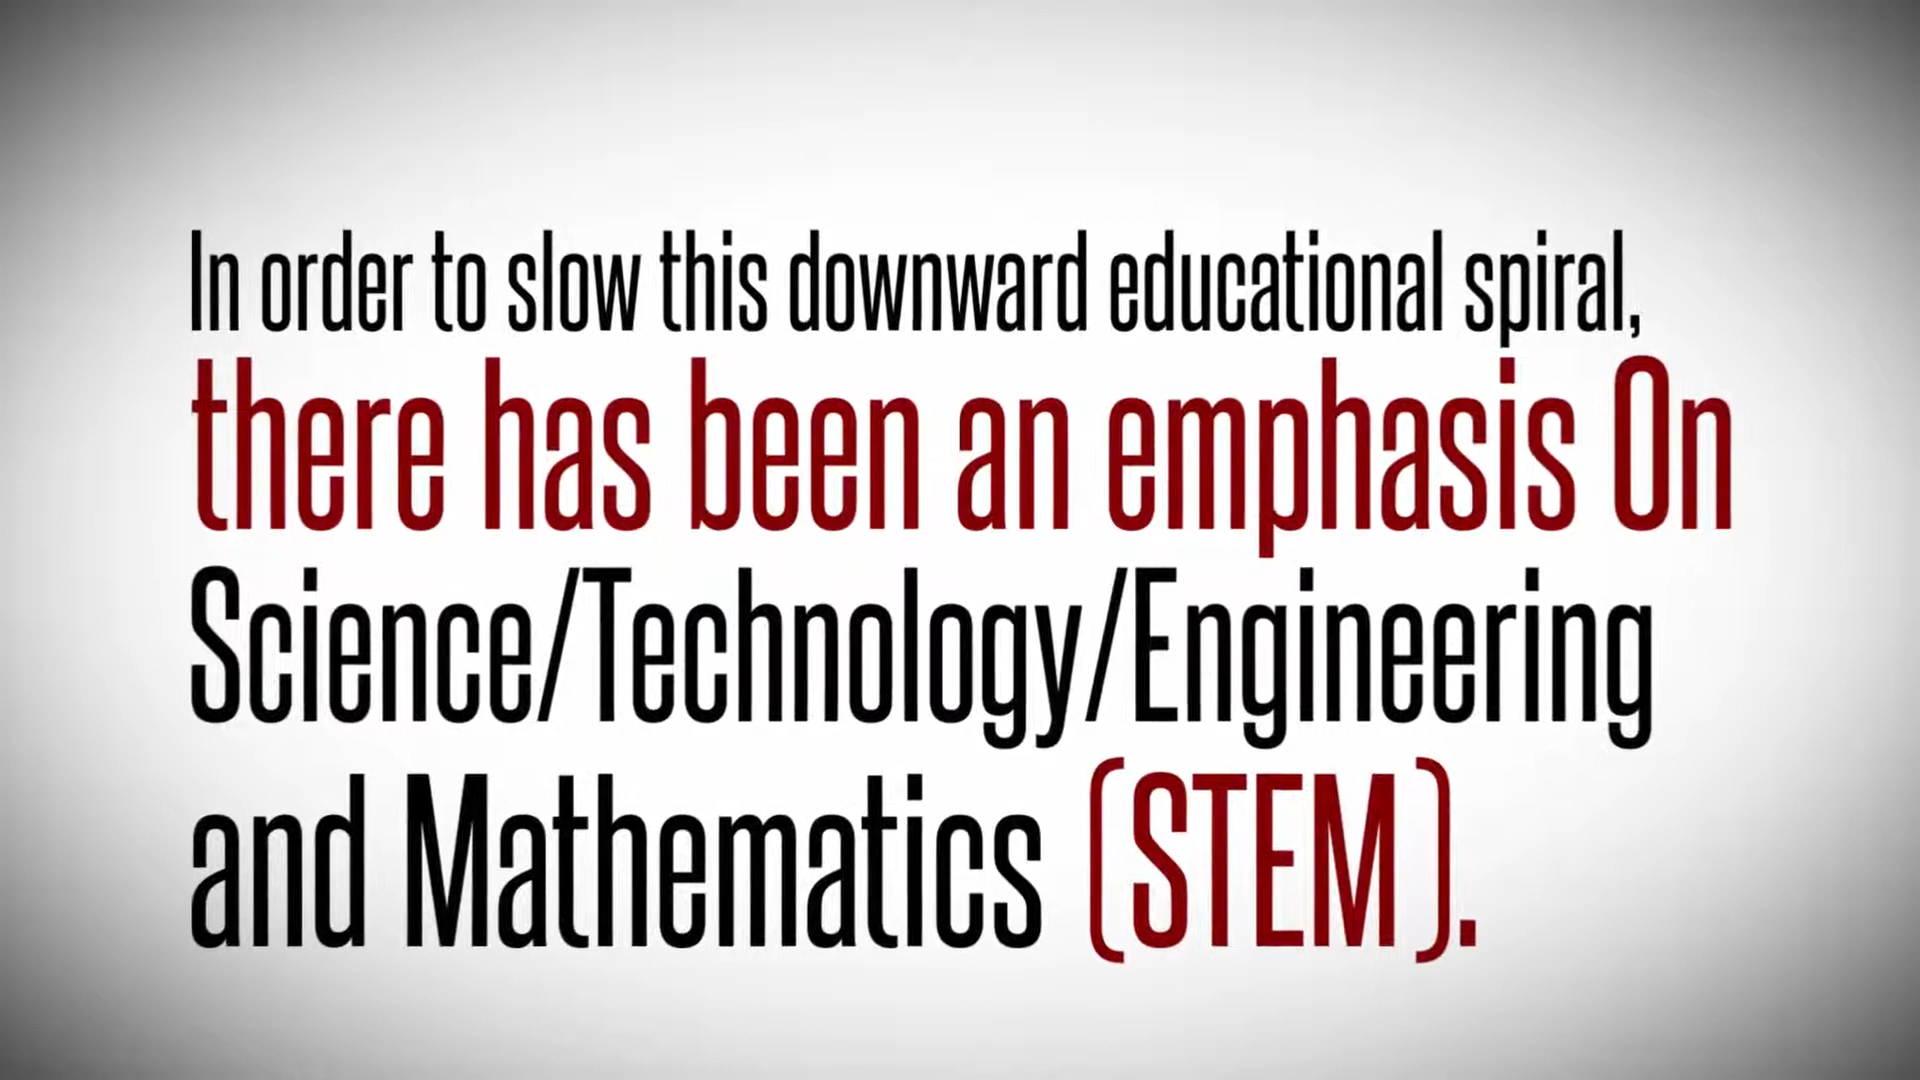 In order to slow this downward educational spiral,
there has been an emphasis On
Science/Technology/Engineering
and Mathematics (STEM).